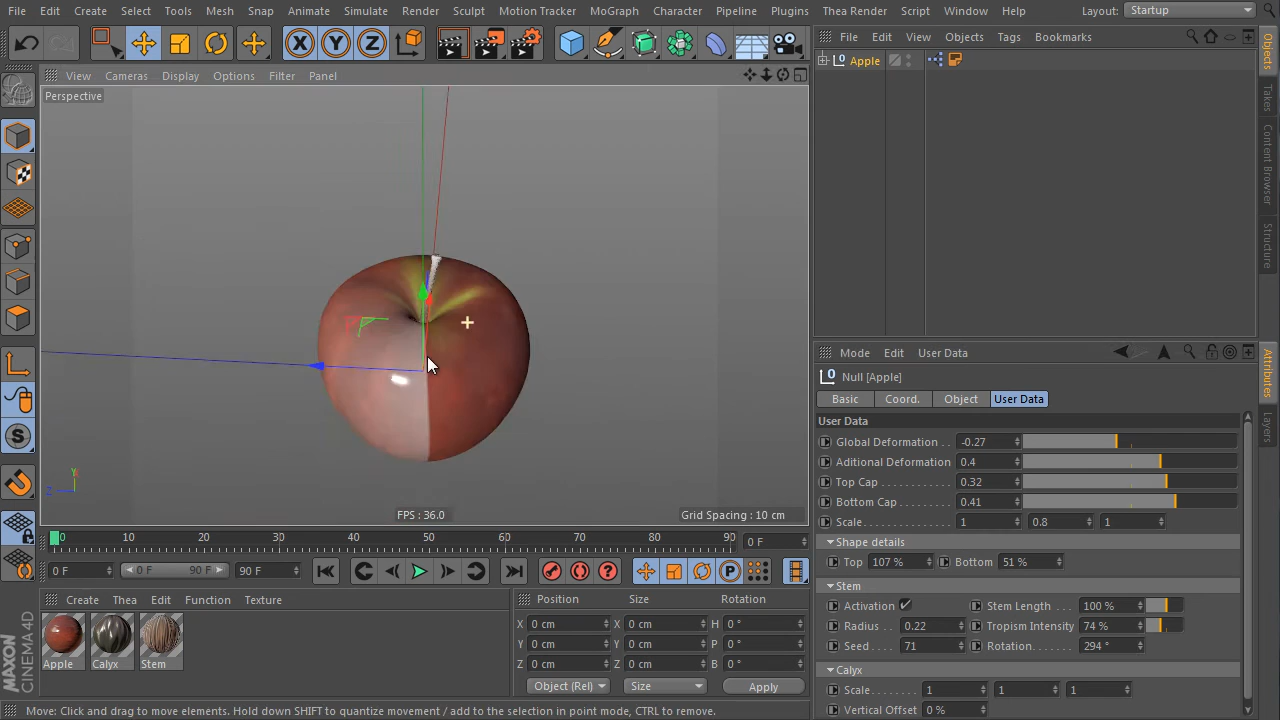 File Edit Create Select Tools Mesh Snap Animate Simulate Render Sculpt Motion Tracker MoGraph Character Pipeline Plugins Thea Render Script Window Help Layout: Startup
X Y Z
File Edit View Objects Tags Bookmarks
0 Apple
View Cameras Display Options Filter Panel
Perspective
Y
Z
FPS : 36.0
Grid Spacing : 10 cm
Objects
Takes
Content Browser
Structure
Mode Edit User Data
0 Null [Apple]
Basic Coord. Object User Data
User Data
Global Deformation . . -0.27
Aditional Deformation 0.4
Top Cap . . . . . . . . . . . . 0.32
Bottom Cap . . . . . . . . 0.41
Scale . . . . . . . . . . . . . . 1 0.8 1
Shape details
Top 107 % Bottom 51 %
Stem
Activation Stem Length . . . 100 %
Radius . . 0.22 Tropism Intensity 74 %
Seed . . . 71 Rotation. . . . . . . 294 °
Calyx
Scale. . . . . . . . 1 1 1
Vertical Offset 0 %
Attributes
Layers
0 10 20 30 40 50 60 70 80 90 0 F
0 F 0 F 90 F 90 F
S
P
Create Thea Edit Function Texture
Apple Calyx Stem
Position Size Rotation
X 0 cm X 0 cm H 0 °
Y 0 cm Y 0 cm P 0 °
Z 0 cm Z 0 cm B 0 °
Object (Rel) Size Apply
MAXON
CINEMA 4D
Move: Click and drag to move elements. Hold down SHIFT to quantize movement / add to the selection in point mode, CTRL to remove.